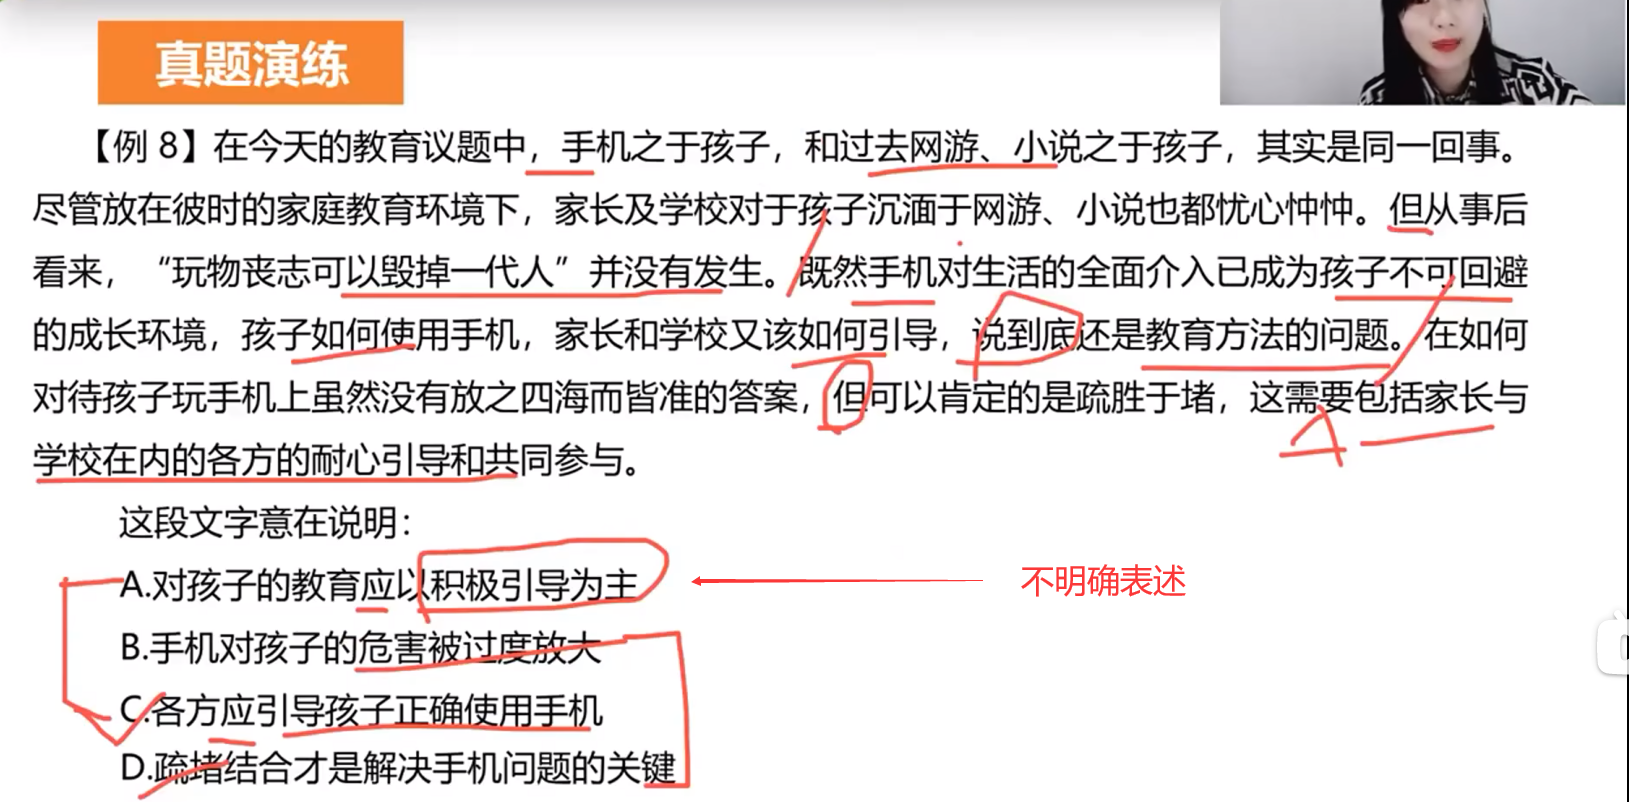 真题演练
【例 8】在今天的教育议题中，手机之于孩子，和过去网游、小说之于孩子，其实是同一回事。
尽管放在彼时的家庭教育环境下，家长及学校对于孩子沉湎于网游、小说也都忧心忡忡。但从事后
看来，“玩物丧志可以毁掉一代人”并没有发生。既然手机对生活的全面介入已成为孩子不可回避
的成长环境，孩子如何使用手机，家长和学校又该如何引导，说到底还是教育方法的问题。在如何
对待孩子玩手机上虽然没有放之四海而皆准的答案，但可以肯定的是疏胜于堵，这需要包括家长与
学校在内的各方的耐心引导和共同参与。
这段文字意在说明：
A.对孩子的教育应以积极引导为主
不明确表述
B.手机对孩子的危害被过度放大
C.各方应引导孩子正确使用手机
D.疏堵结合才是解决手机问题的关键